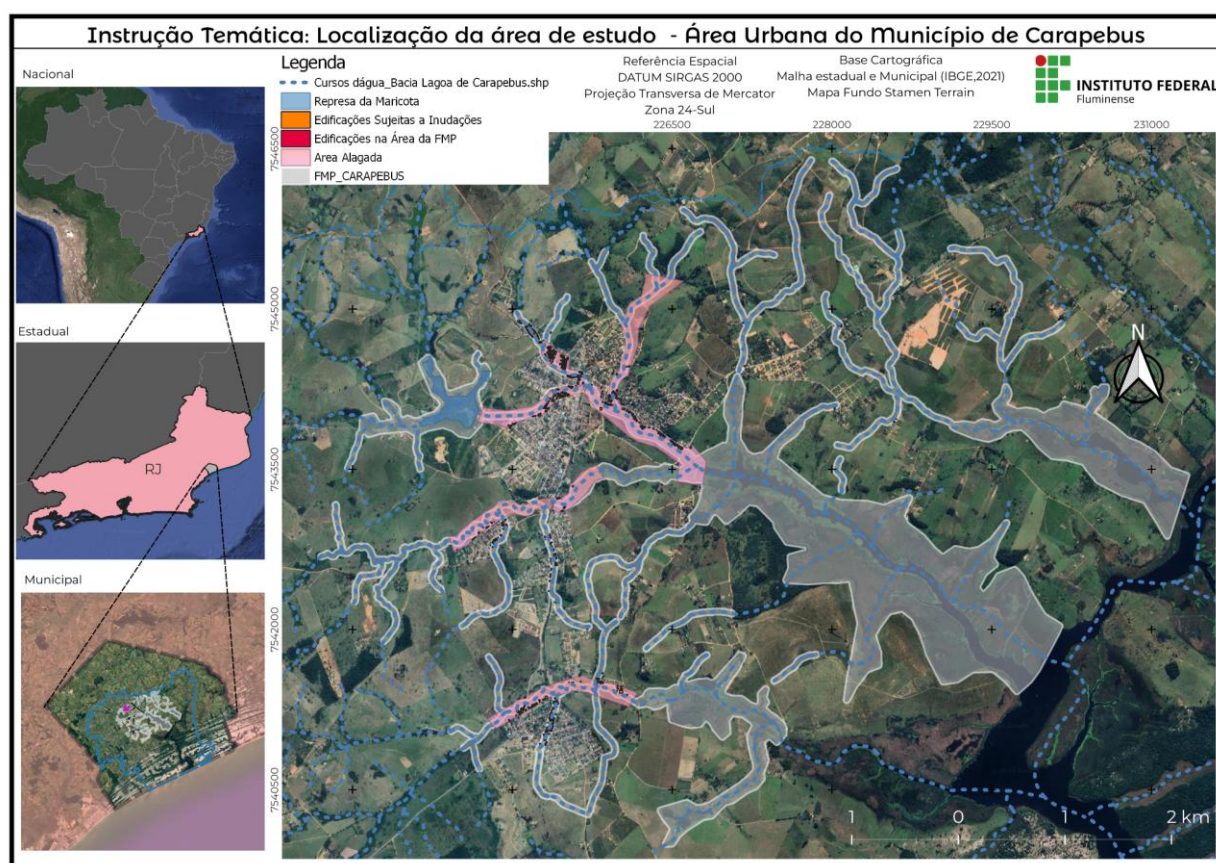 Instrução Temática: Localização da área de estudo - Área Urbana do Município de Carapebus
Nacional
Estadual
RJ
Municipal
Legenda
Cursos dágua_Bacia Lagoa de Carapebus.shp
Represa da Maricota
Edificações Sujeitas a Inudações
Edificações na Área da FMP
Area Alagada
FMP_CARAPEBUS
Referência Espacial
DATUM SIRGAS 2000
Projeção Transversa de Mercator
Zona 24-Sul
Base Cartográfica
Malha estadual e Municipal (IBGE,2021)
Mapa Fundo Stamen Terrain
INSTITUTO FEDERAL
Fluminense
226500
228000
229500
231000
7546500
7545000
7543500
7542000
7540500
N
1 0 1 2 km